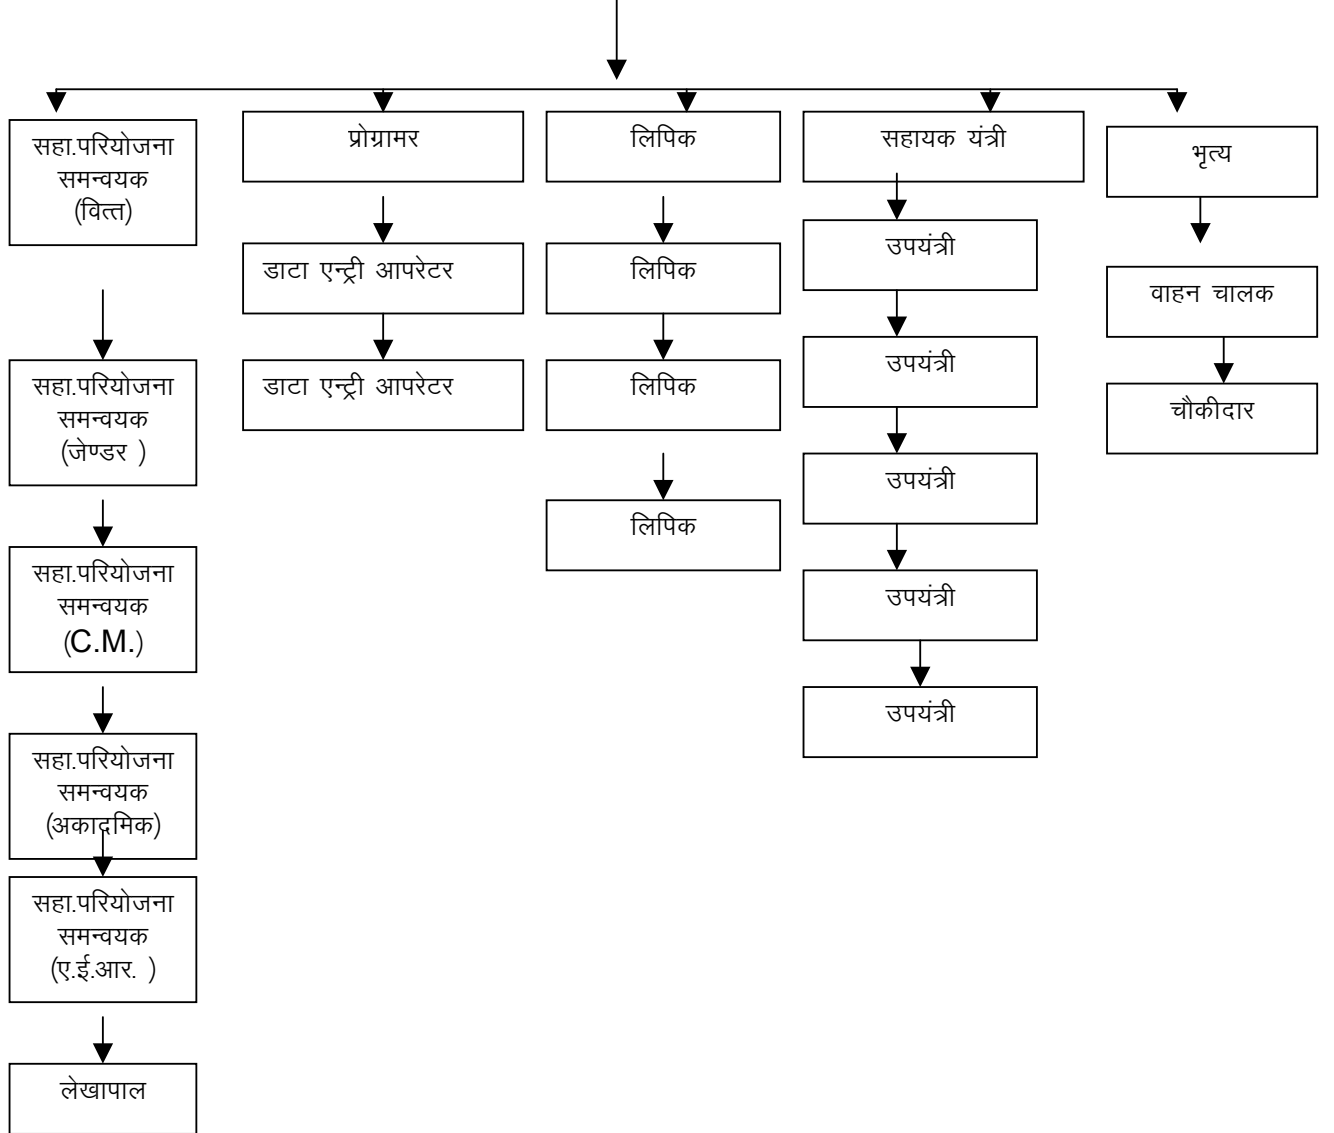 सहा.परियोजना
समन्वयक
(वित्त)
सहा.परियोजना
समन्वयक
(जेण्डर )
सहा.परियोजना
समन्वयक
(C.M.)
सहा.परियोजना
समन्वयक
(अकादमिक)
सहा.परियोजना
समन्वयक
(ए.ई.आर. )
लेखापाल
प्रोग्रामर
डाटा एन्ट्री आपरेटर
डाटा एन्ट्री आपरेटर
लिपिक
लिपिक
लिपिक
लिपिक
सहायक यंत्री
उपयंत्री
उपयंत्री
उपयंत्री
उपयंत्री
उपयंत्री
भृत्य
वाहन चालक
चौकीदार